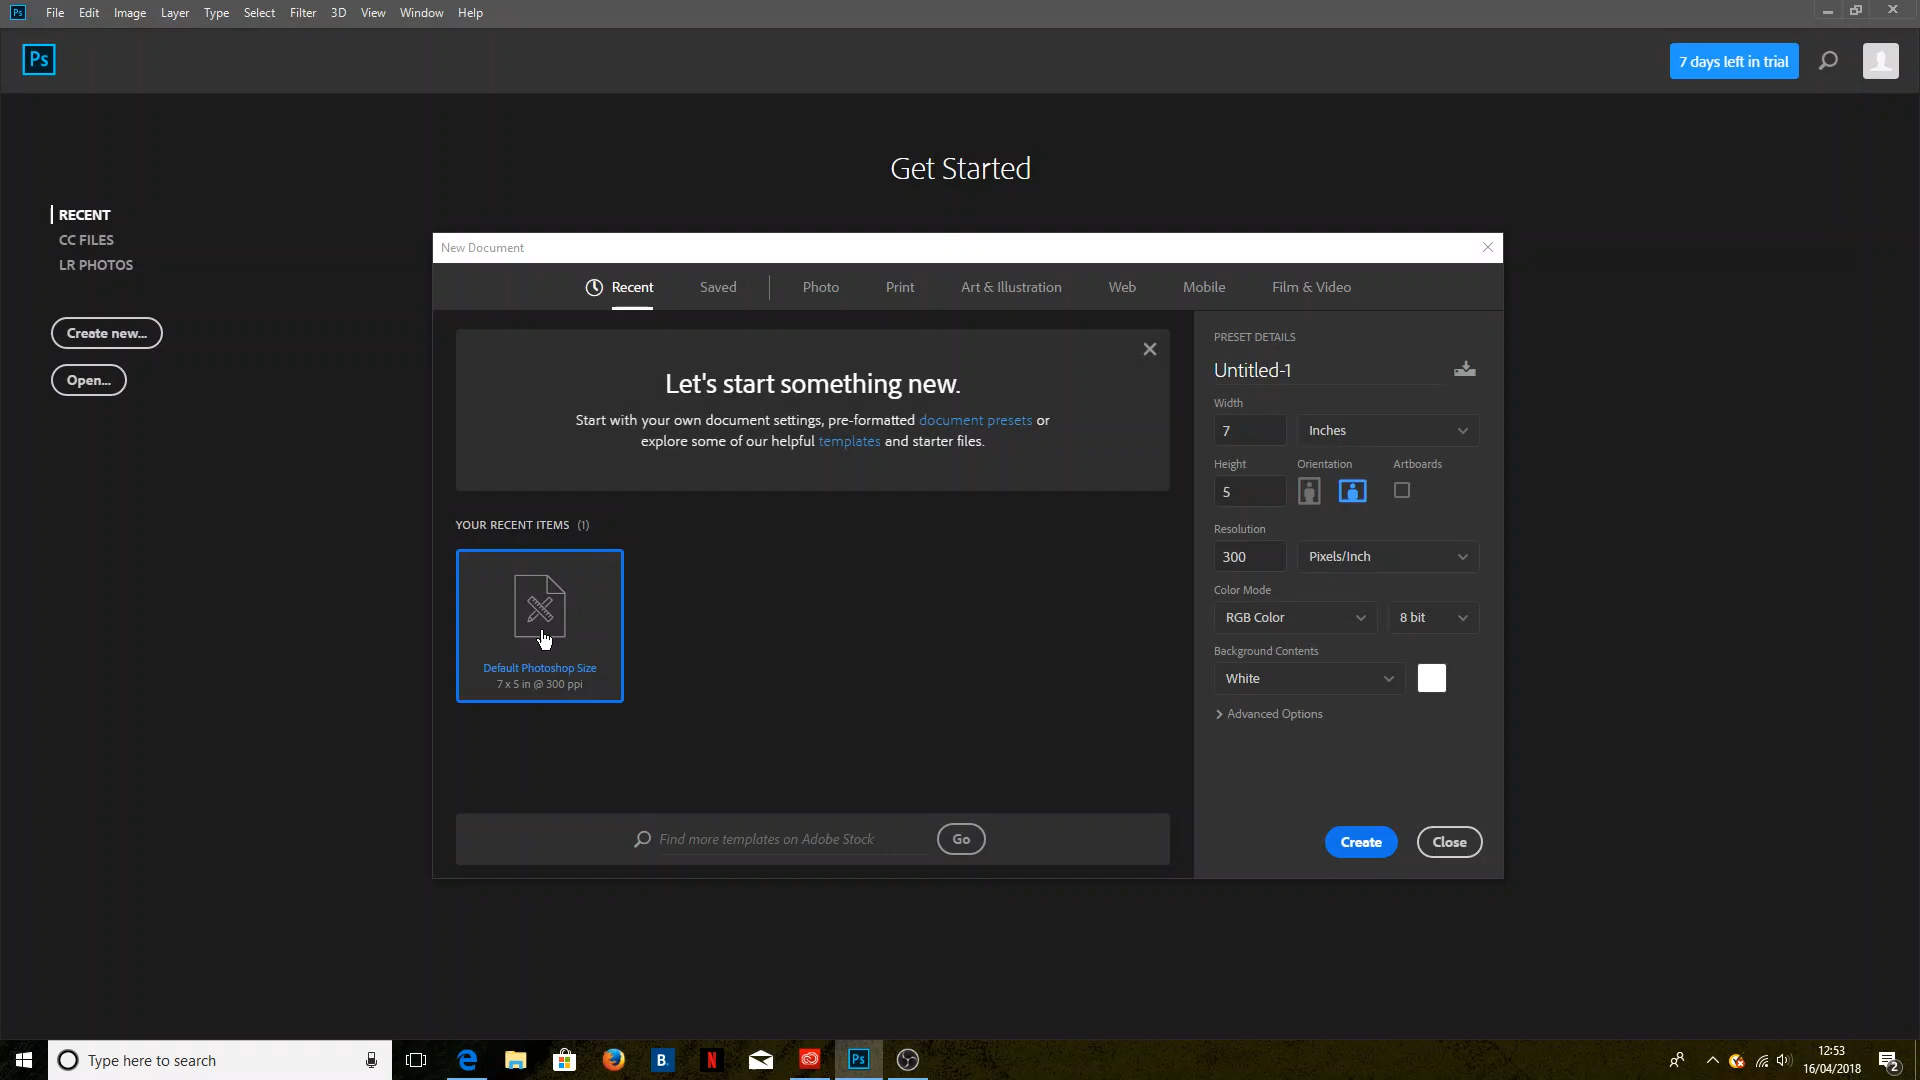 Ps File Edit Image Layer Type Select Filter 3D View Window Help
Ps 7 days left in trial
Get Started
RECENT
CC FILES
LR PHOTOS
Create new...
Open...
New Document
Recent Saved Photo Print Art & Illustration Web Mobile Film & Video
Let's start something new.
Start with your own document settings, pre-formatted document presets or
explore some of our helpful templates and starter files.
YOUR RECENT ITEMS (1)
Default Photoshop Size
7 x 5 in @ 300 ppi
Find more templates on Adobe Stock Go
PRESET DETAILS
Untitled-1
Width
7 Inches
Height Orientation Artboards
5
Resolution
300 Pixels/Inch
Color Mode
RGB Color 8 bit
Background Contents
White
Advanced Options
Create Close
Type here to search
B. N Ps
12:53
16/04/2018
2